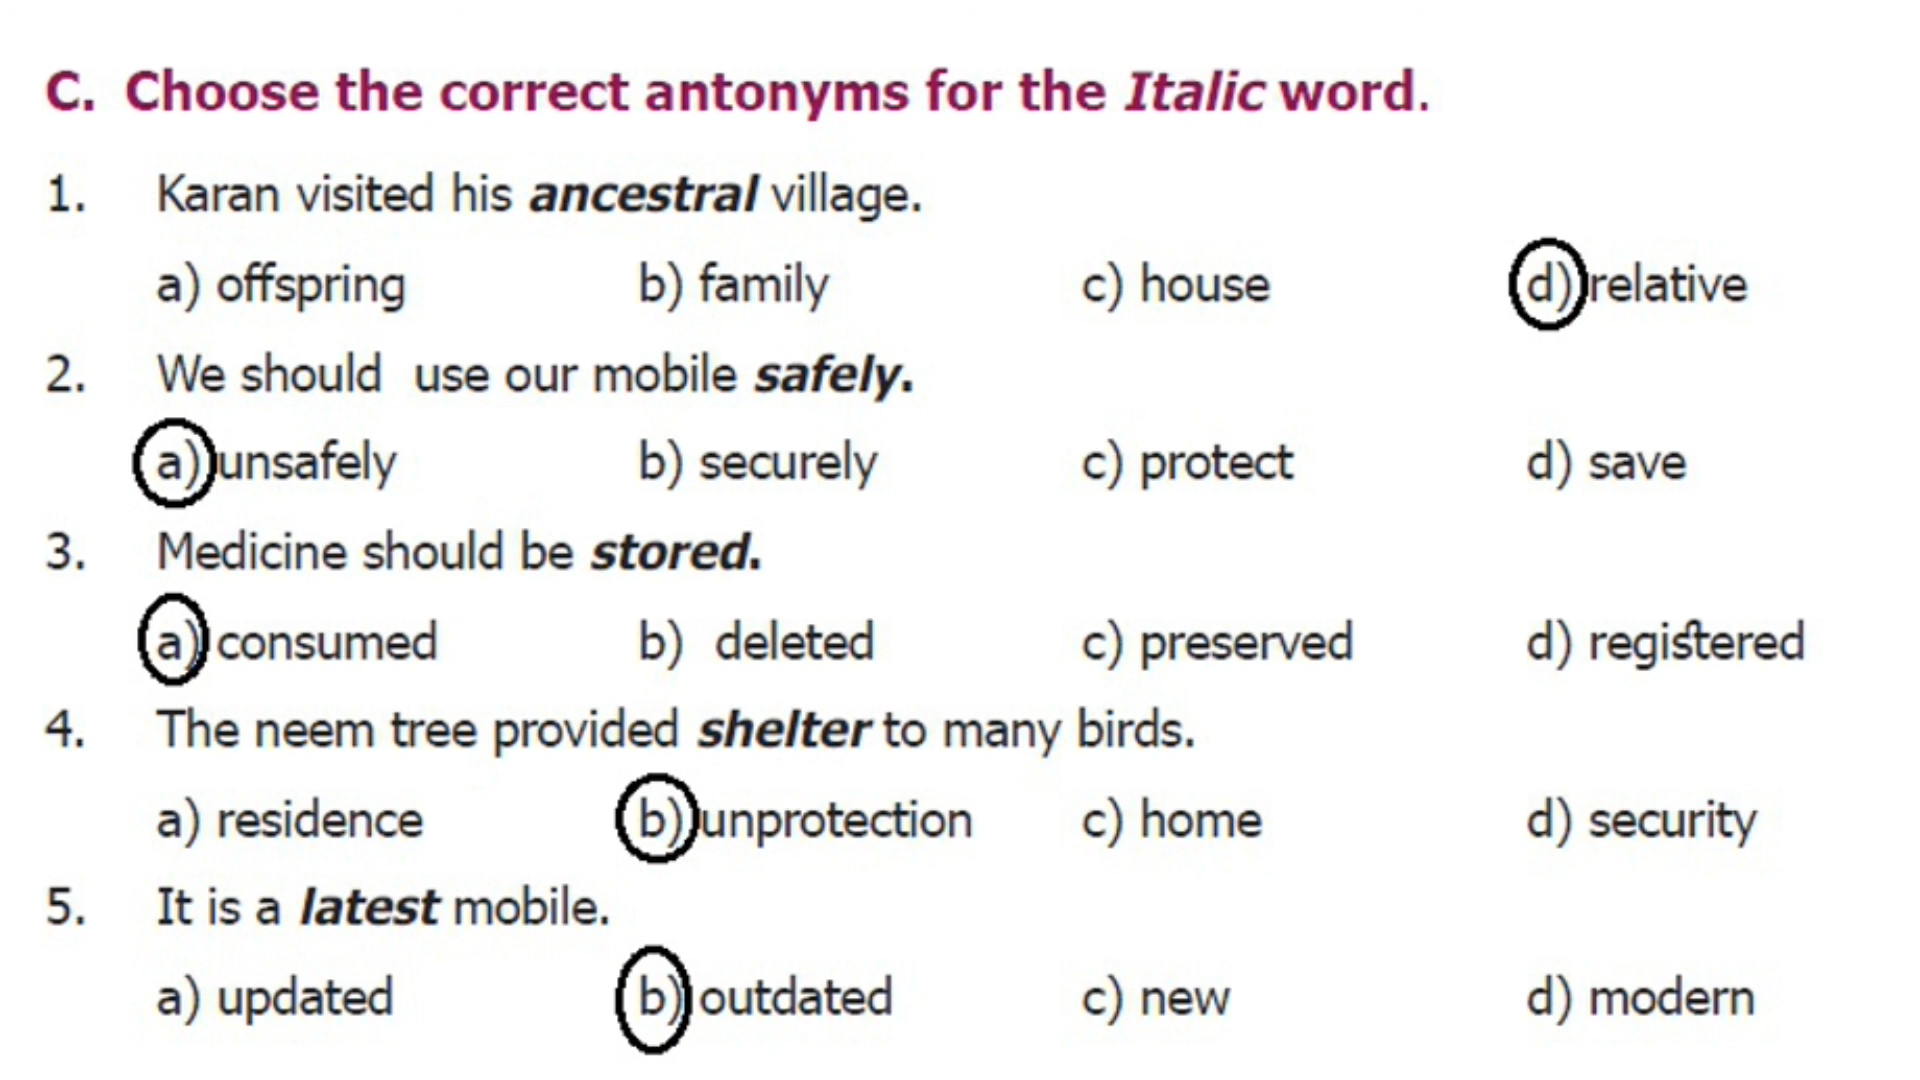 C. Choose the correct antonyms for the Italic word.
1. Karan visited his ancestral village.
a) offspring b) family c) house d) relative
2. We should use our mobile safely.
a) unsafely b) securely c) protect d) save
3. Medicine should be stored.
a) consumed b) deleted c) preserved d) registered
4. The neem tree provided shelter to many birds.
a) residence b) unprotection c) home d) security
5. It is a latest mobile.
a) updated b) outdated c) new d) modern